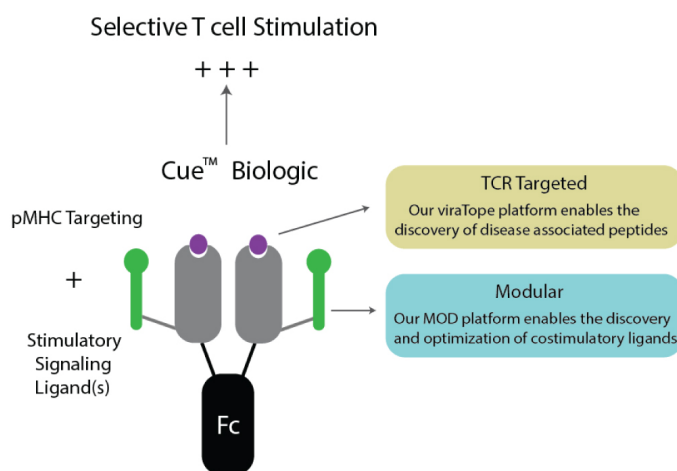 Selective T cell Stimulation
+ + +
Cue™ Biologic
TCR Targeted
Our viraTope platform enables the
discovery of disease associated peptides
pMHC Targeting
+
Modular
Our MOD platform enables the discovery
and optimization of costimulatory ligands
Stimulatory
Signaling
Ligand(s)
Fc